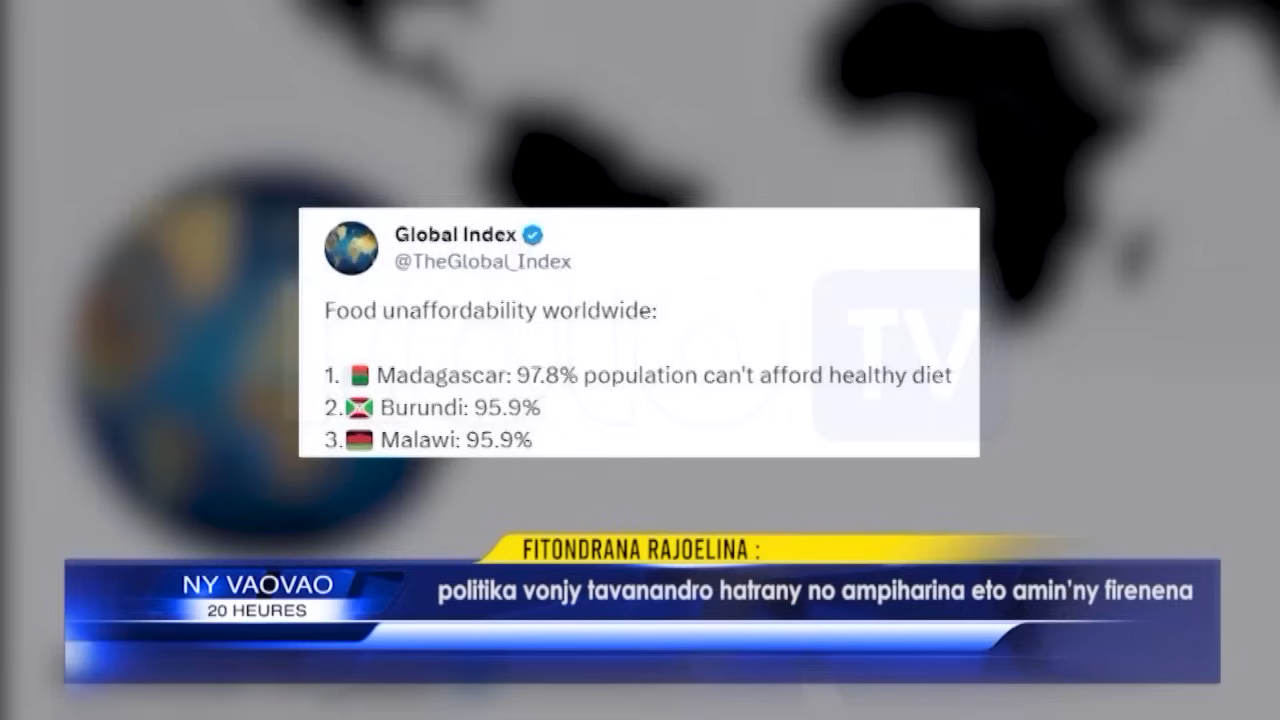 Global Index
@TheGlobal_Index
Food unaffordability worldwide:
1. Madagascar: 97.8% population can't afford healthy diet
2. Burundi: 95.9%
3. Malawi: 95.9%
TV
FITONDRANA RAJOELINA :
NY VAOVAO
20 HEURES
politika vonjy tavanandro hatrany no ampiharina eto amin'ny firenena